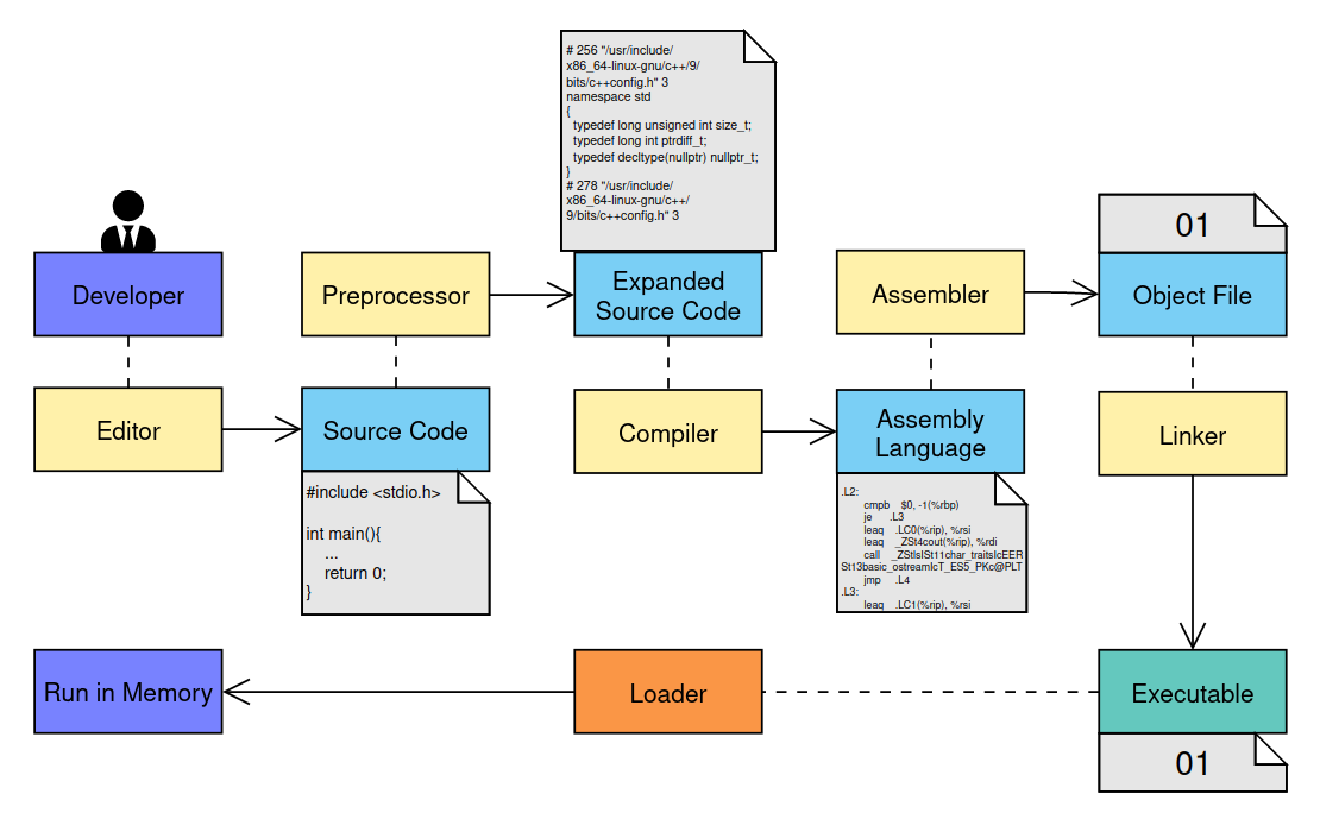 # 256 "/usr/include/
x86_64-linux-gnu/c++/9/
bits/c++config.h" 3
namespace std
{
typedef long unsigned int size_t;
typedef long int ptrdiff_t;
typedef decltype(nullptr) nullptr_t;
}
# 278 "/usr/include/
x86_64-linux-gnu/c++/
9/bits/c++config.h" 3
01
Developer
Preprocessor
Expanded
Source Code
Assembler
Object File
Editor
Source Code
Compiler
Assembly
Language
Linker
#include <stdio.h>
int main(){
...
return 0;
}
.L2:
cmpb $0, -1(%rbp)
je .L3
leaq .LC0(%rip), %rsi
leaq _ZSt4cout(%rip), %rdi
call _ZStlsISt11char_traitsIcEER
St13basic_ostreamIcT_ES5_PKc@PLT
jmp .L4
.L3:
leaq .LC1(%rip), %rsi
Run in Memory
Loader
Executable
01